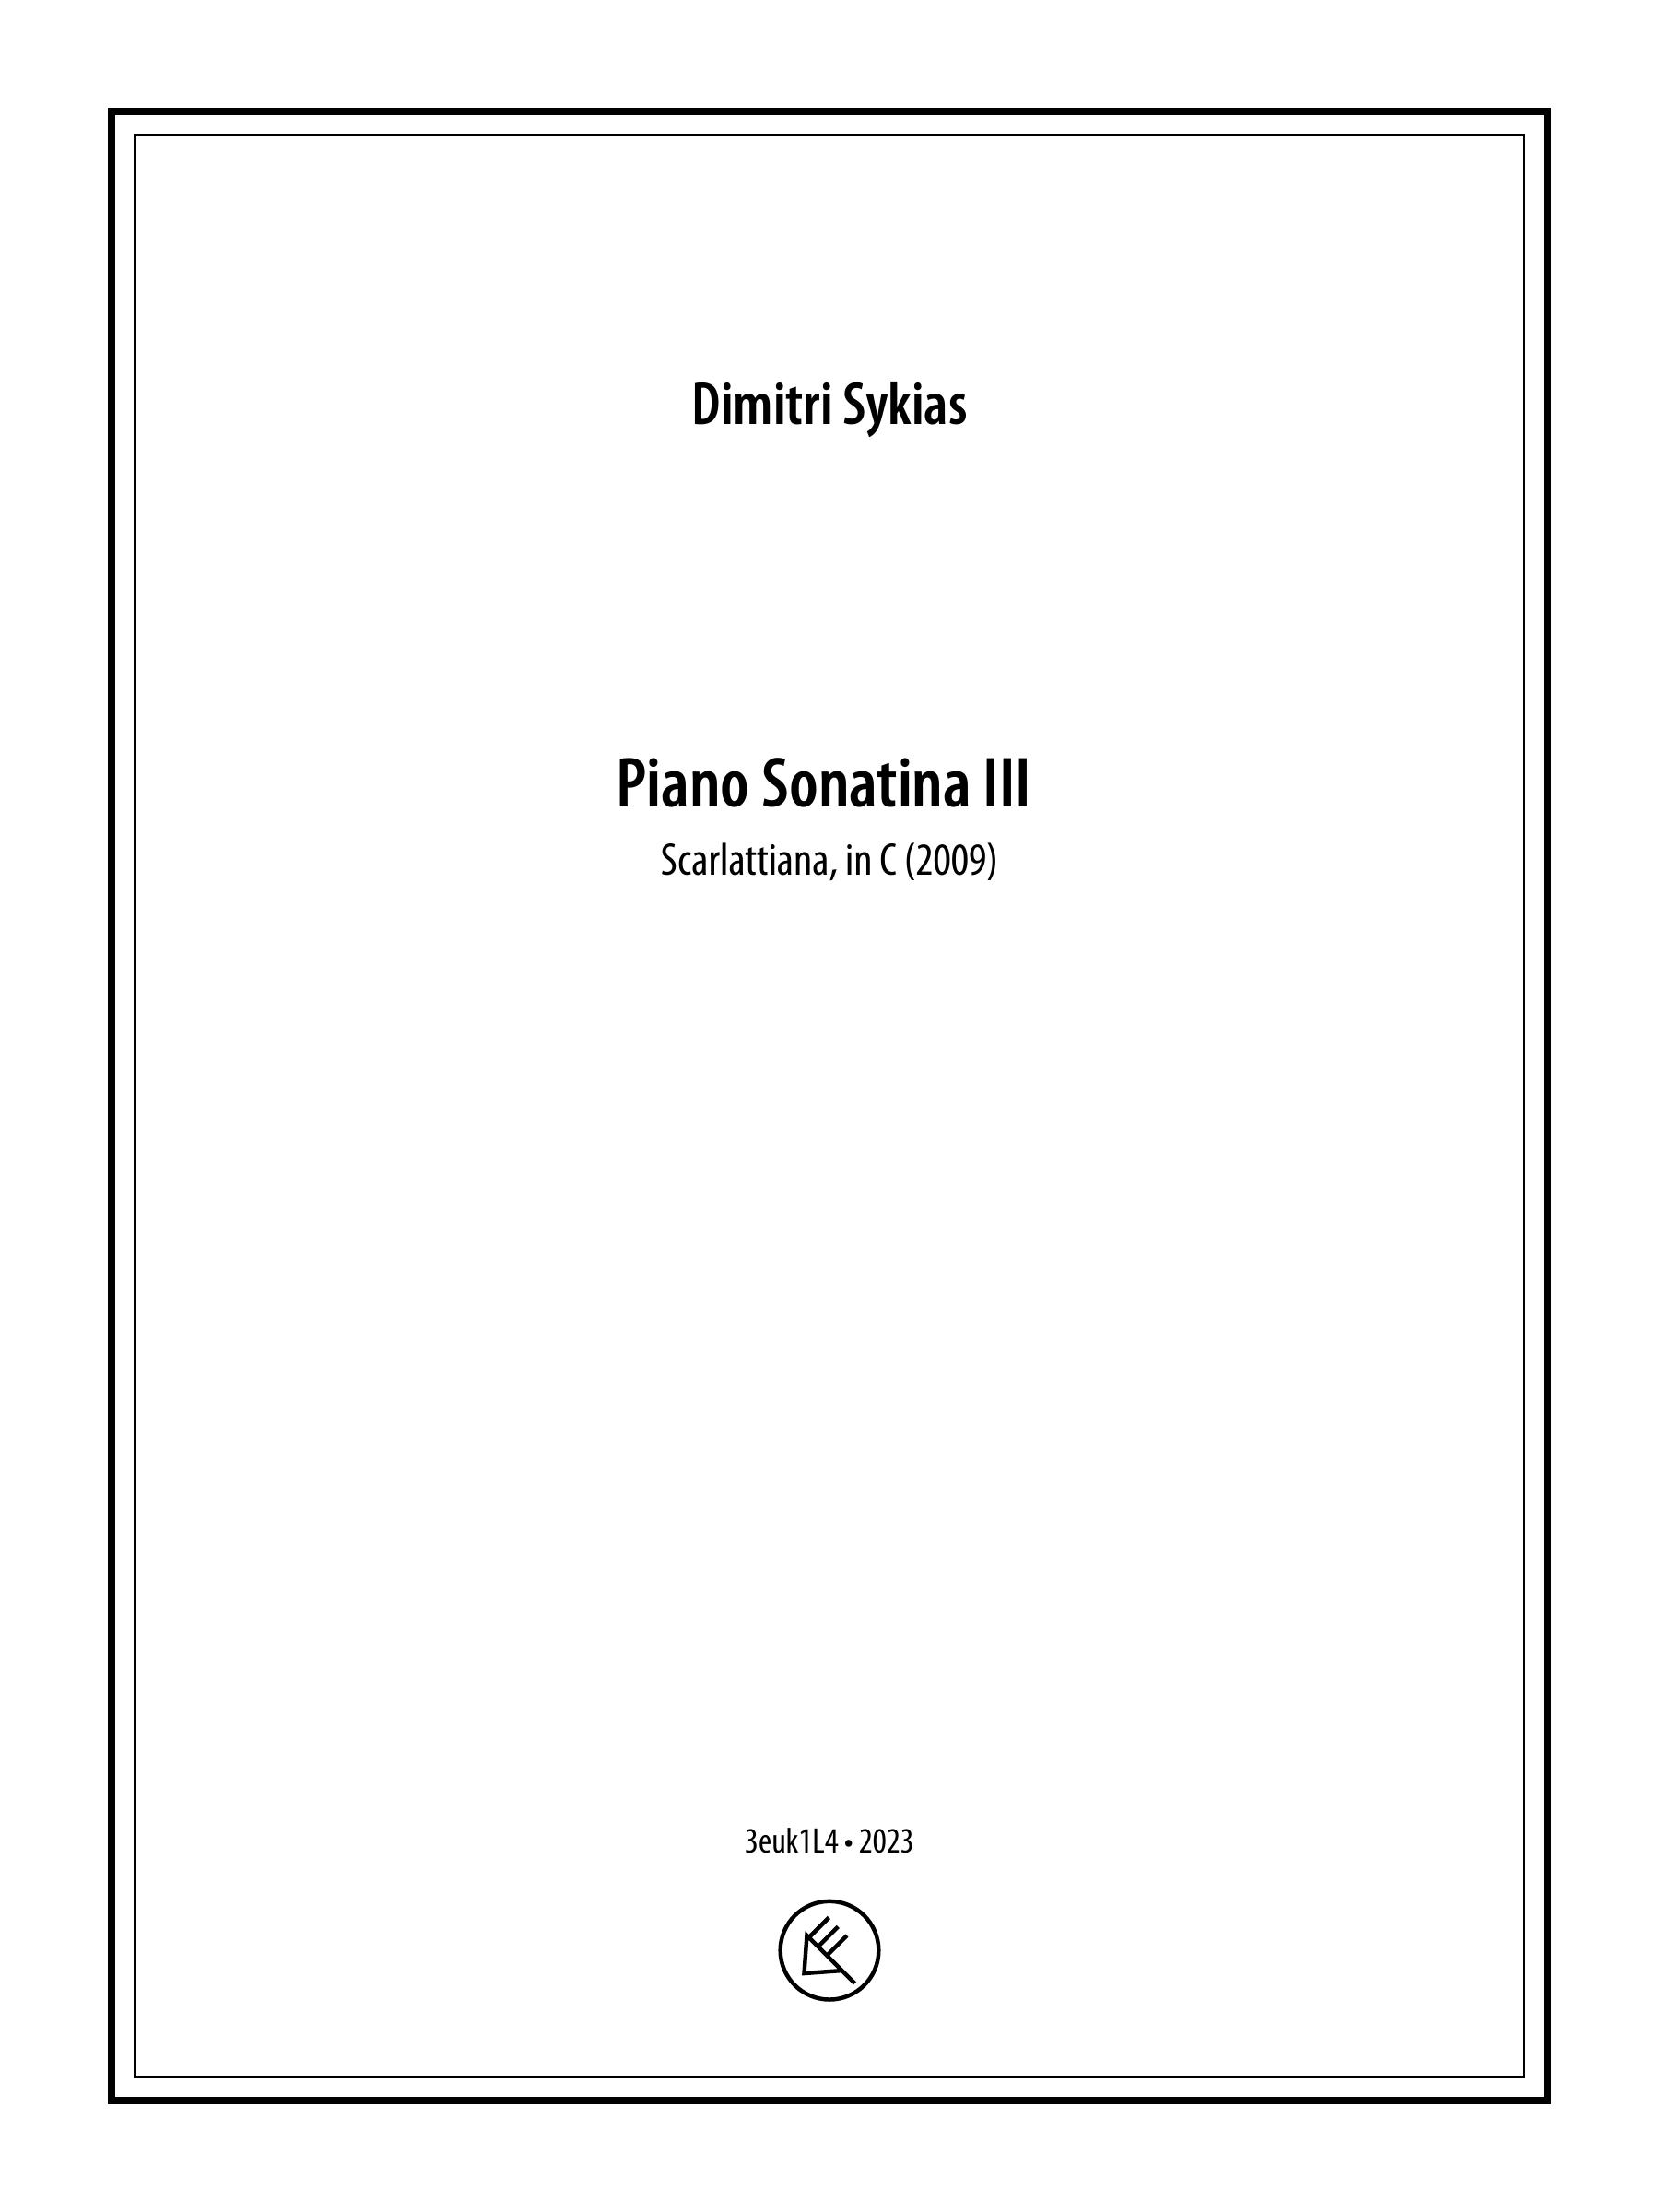 Dimitri Sykias
Piano Sonatina III
Scarlattiana, in C (2009)
3euk1L4 • 2023